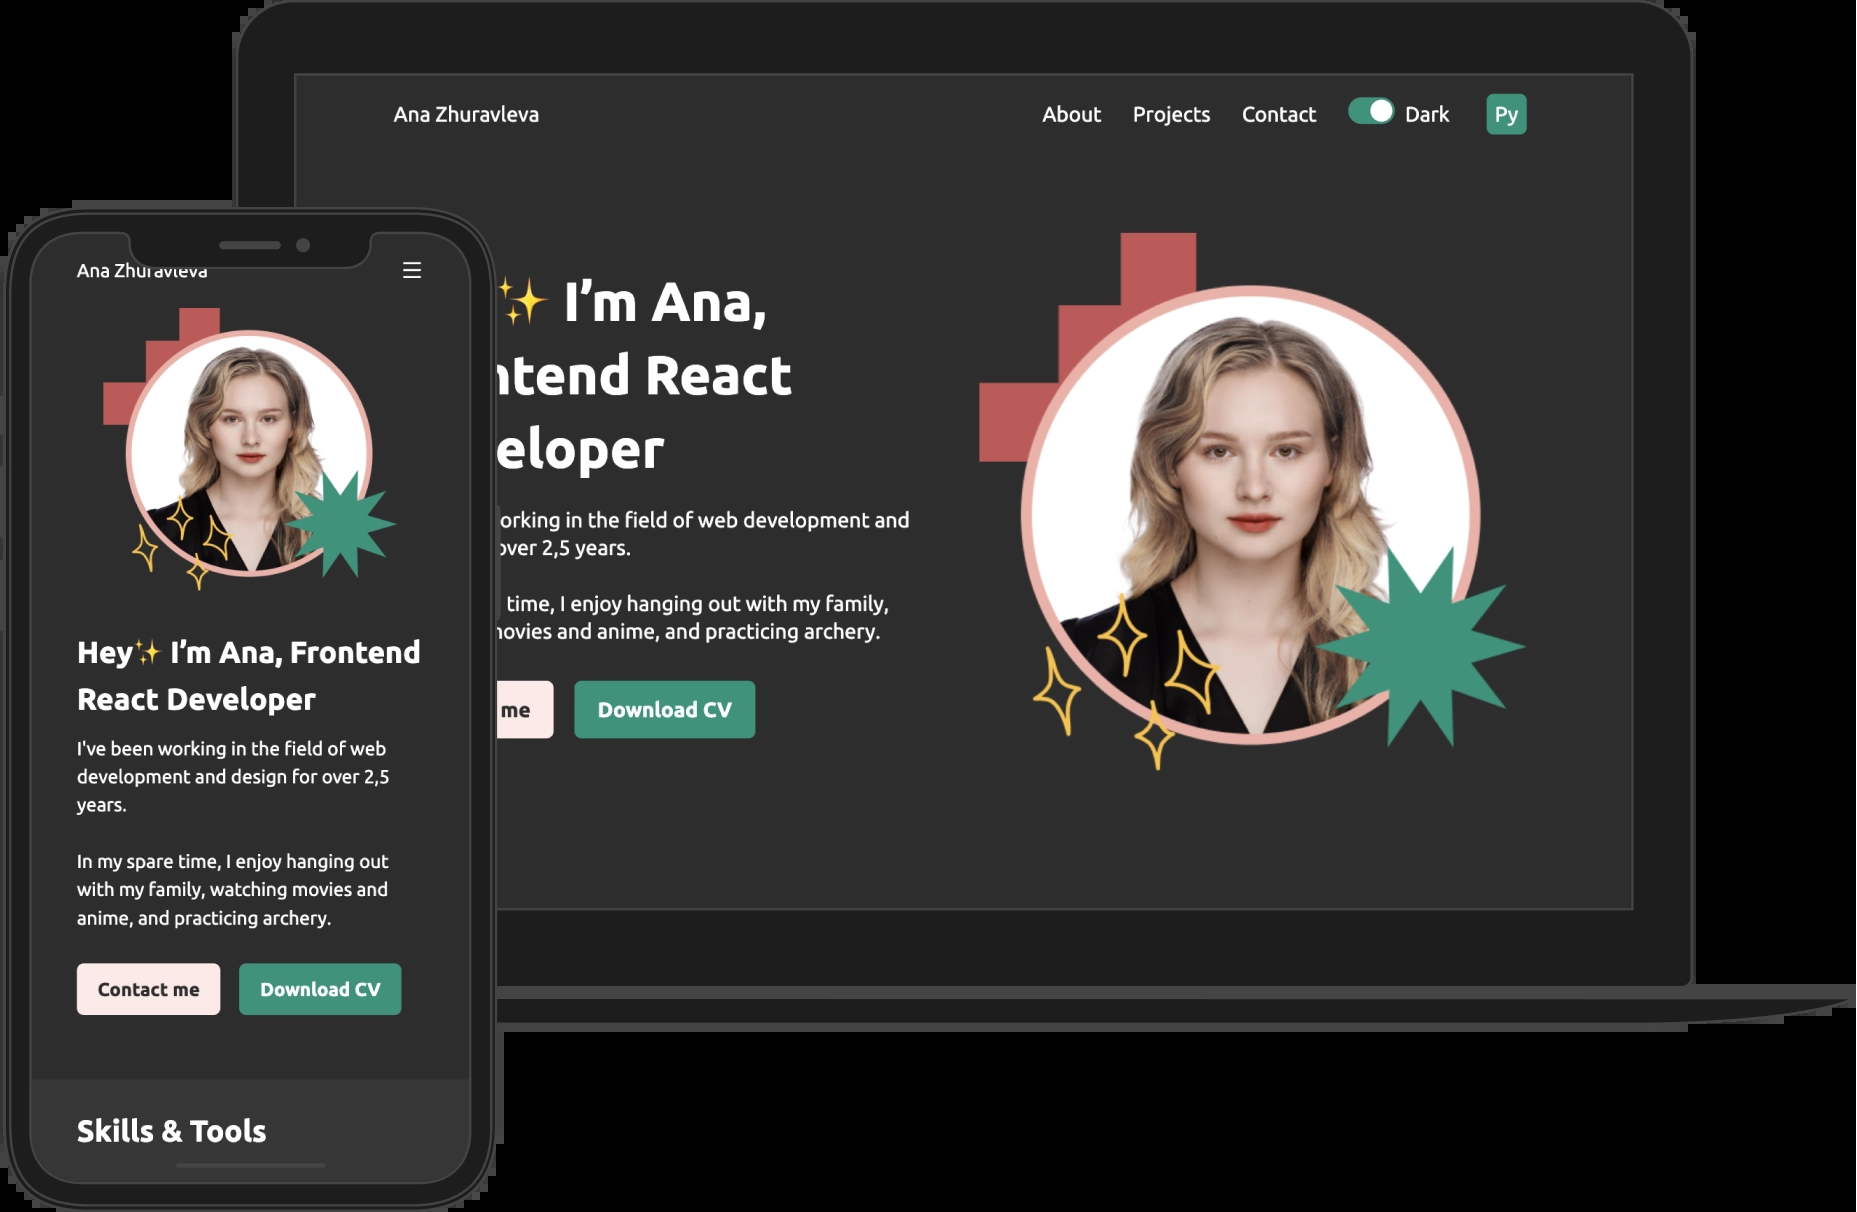 Ana Zhuravleva
About Projects Contact Dark Py
I’m Ana,
ntend React
eloper
orking in the field of web development and
over 2,5 years.
time, I enjoy hanging out with my family,
movies and anime, and practicing archery.
me
Download CV
Ana Zhuravleva
Hey✨ I’m Ana, Frontend
React Developer
I've been working in the field of web
development and design for over 2,5
years.
In my spare time, I enjoy hanging out
with my family, watching movies and
anime, and practicing archery.
Contact me
Download CV
Skills & Tools